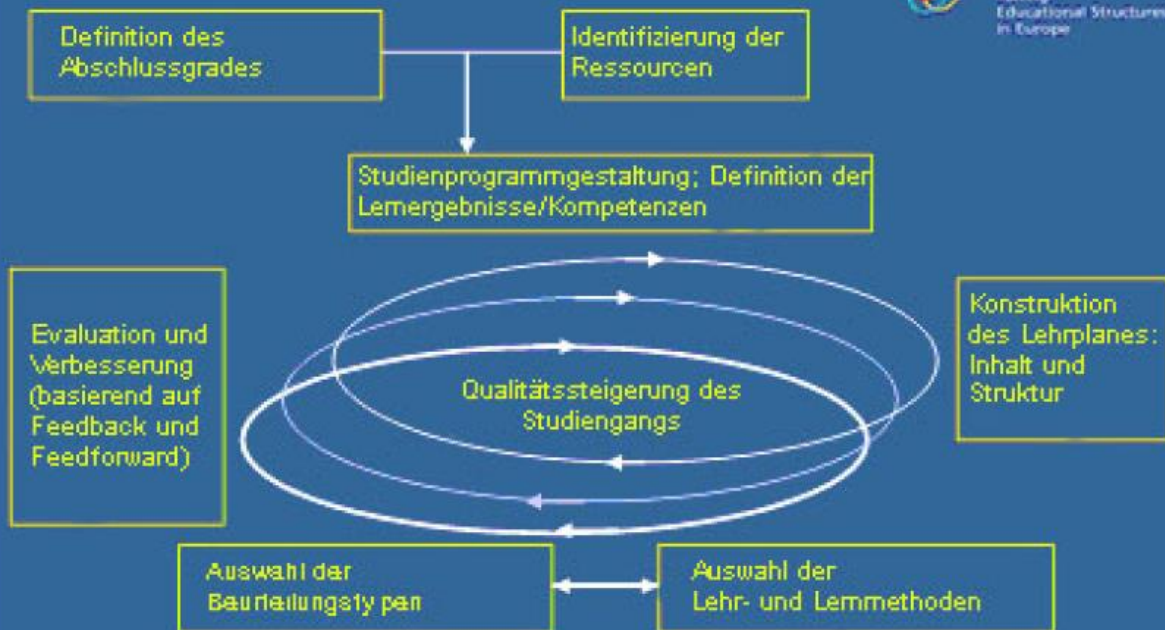 Educational Structures
in Europe
Definition des
Abschlussgrades
Identifizierung der
Ressourcen
Studienprogrammgestaltung; Definition der
Lernergebnisse/Kompetenzen
Evaluation und
Verbesserung
(basierend auf
Feedback und
Feedforward)
Qualitätssteigerung des
Studiengangs
Konstruktion
des Lehrplanes:
Inhalt und
Struktur
Auswahl der
Beurteilungstypen
Auswahl der
Lehr- und Lernmethoden